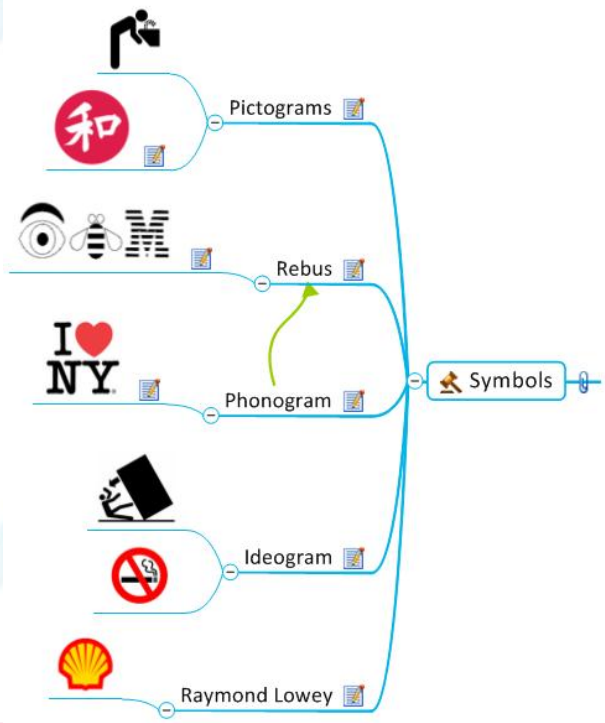 Pictograms
和
Rebus
M
I
NY
Phonogram
Symbols
Ideogram
Raymond Lowey